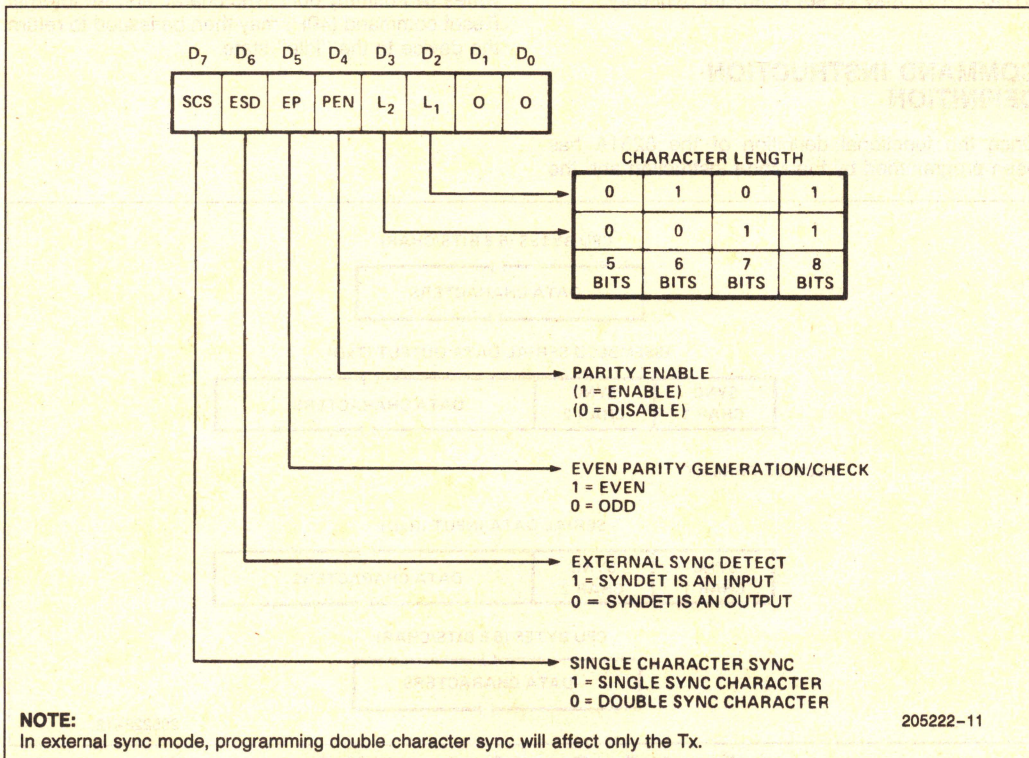 D7 D6 D5 D4 D3 D2 D1 D0
SCS ESD EP PEN L2 L1 O O
CHARACTER LENGTH
0 1 0 1
0 0 1 1
5 BITS 6 BITS 7 BITS 8 BITS
PARITY ENABLE
(1 = ENABLE)
(0 = DISABLE)
EVEN PARITY GENERATION/CHECK
1 = EVEN
0 = ODD
EXTERNAL SYNC DETECT
1 = SYNDET IS AN INPUT
0 = SYNDET IS AN OUTPUT
SINGLE CHARACTER SYNC
1 = SINGLE SYNC CHARACTER
0 = DOUBLE SYNC CHARACTER
NOTE:
205222-11
In external sync mode, programming double character sync will affect only the Tx.